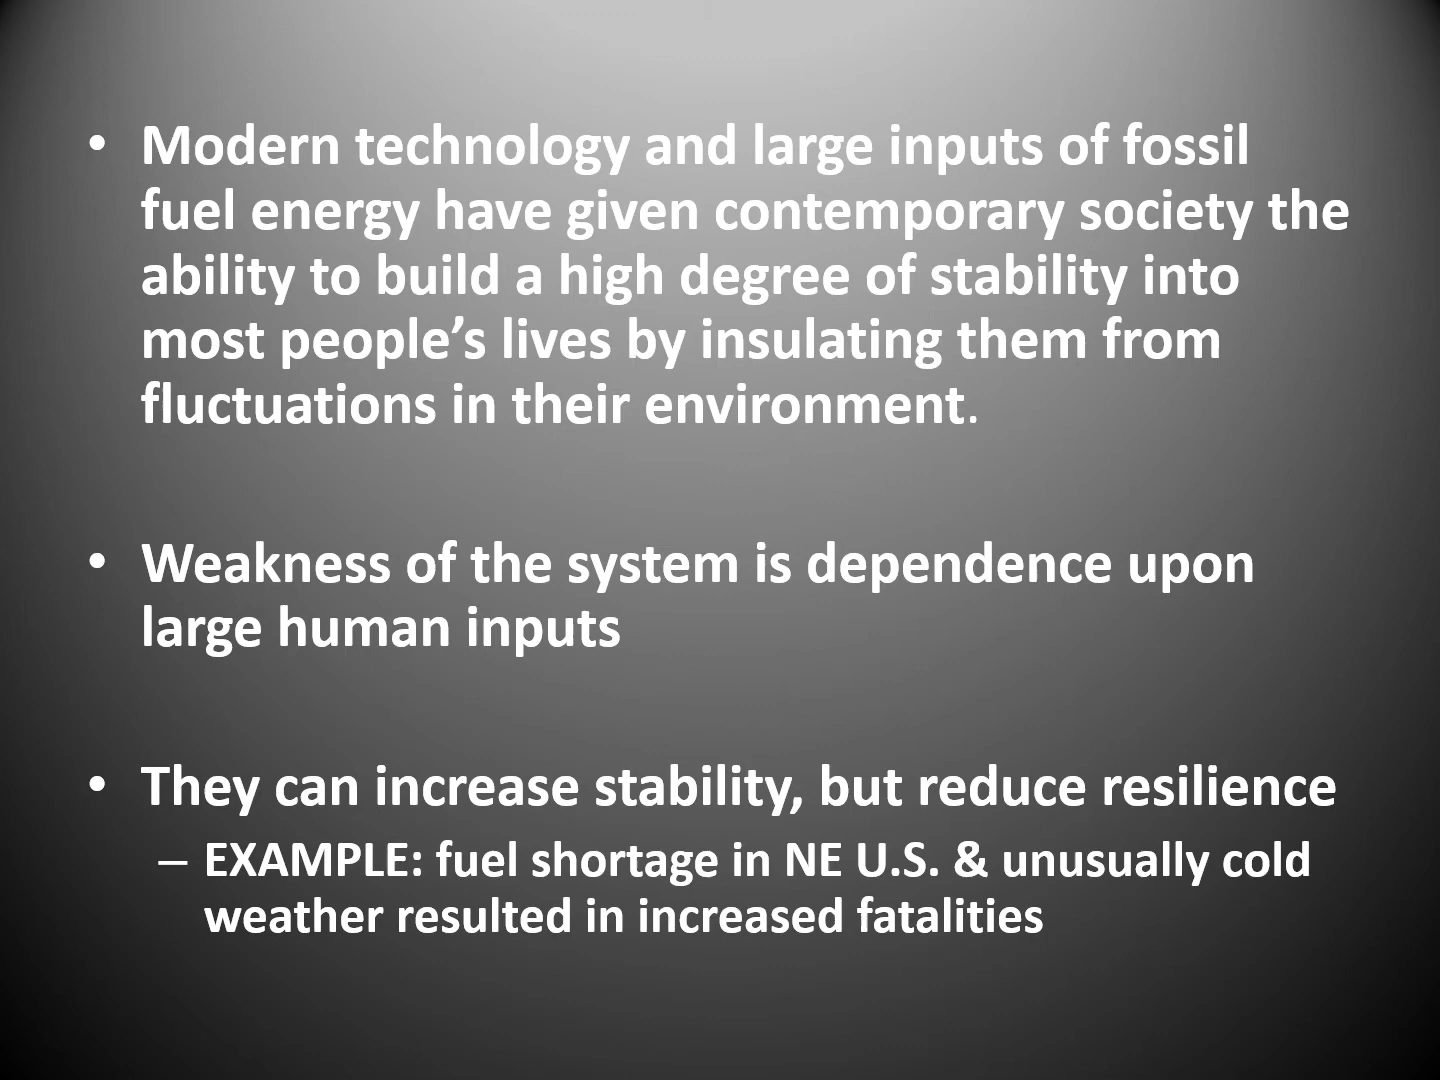 • Modern technology and large inputs of fossil
fuel energy have given contemporary society the
ability to build a high degree of stability into
most people’s lives by insulating them from
fluctuations in their environment.
• Weakness of the system is dependence upon
large human inputs
• They can increase stability, but reduce resilience
– EXAMPLE: fuel shortage in NE U.S. & unusually cold
weather resulted in increased fatalities